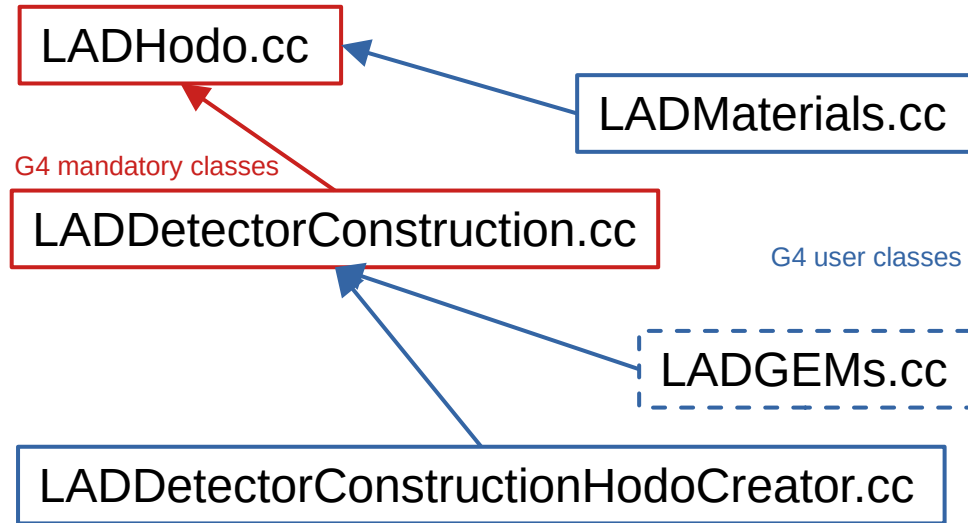 LADHodo.cc
LADMaterials.cc
G4 mandatory classes
LADDetectorConstruction.cc
G4 user classes
LADGEMs.cc
LADDetectorConstructionHodoCreator.cc